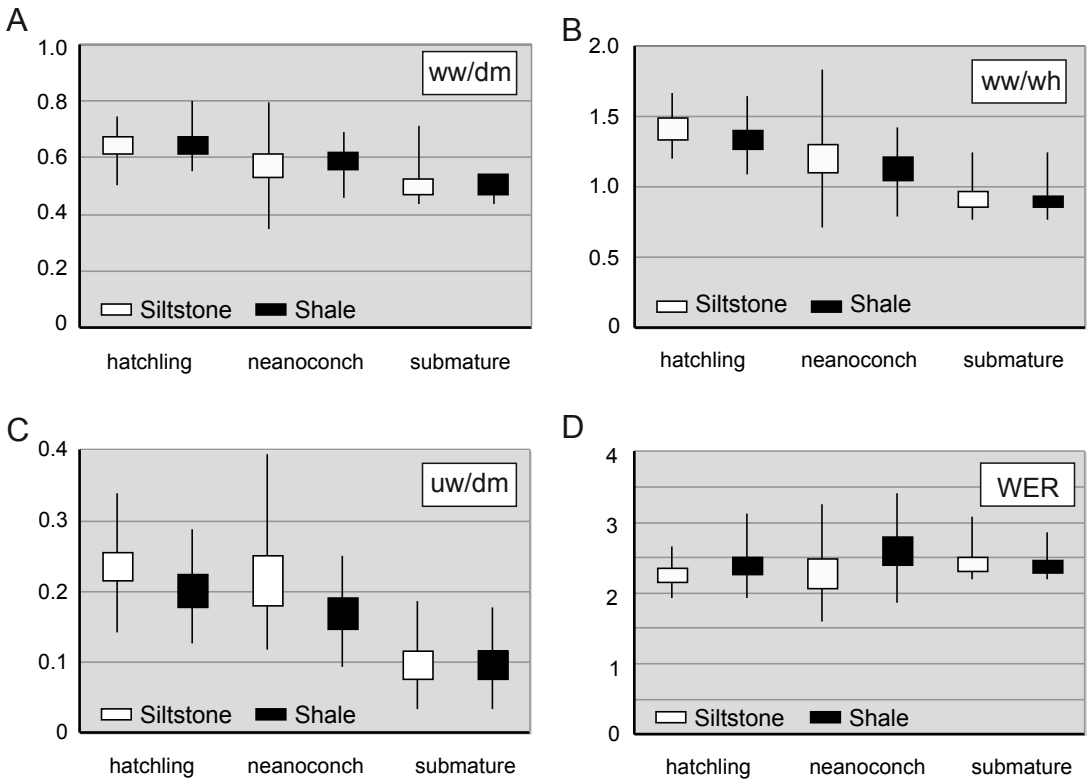 A
1.0
0.8
0.6
0.4
0.2
0
ww/dm
Siltstone Shale
hatchling neanoconch submature
B
2.0
1.5
1.0
0.5
0
ww/wh
Siltstone Shale
hatchling neanoconch submature
C
0.4
0.3
0.2
0.1
0
uw/dm
Siltstone Shale
hatchling neanoconch submature
D
4
3
2
1
0
WER
Siltstone Shale
hatchling neanoconch submature